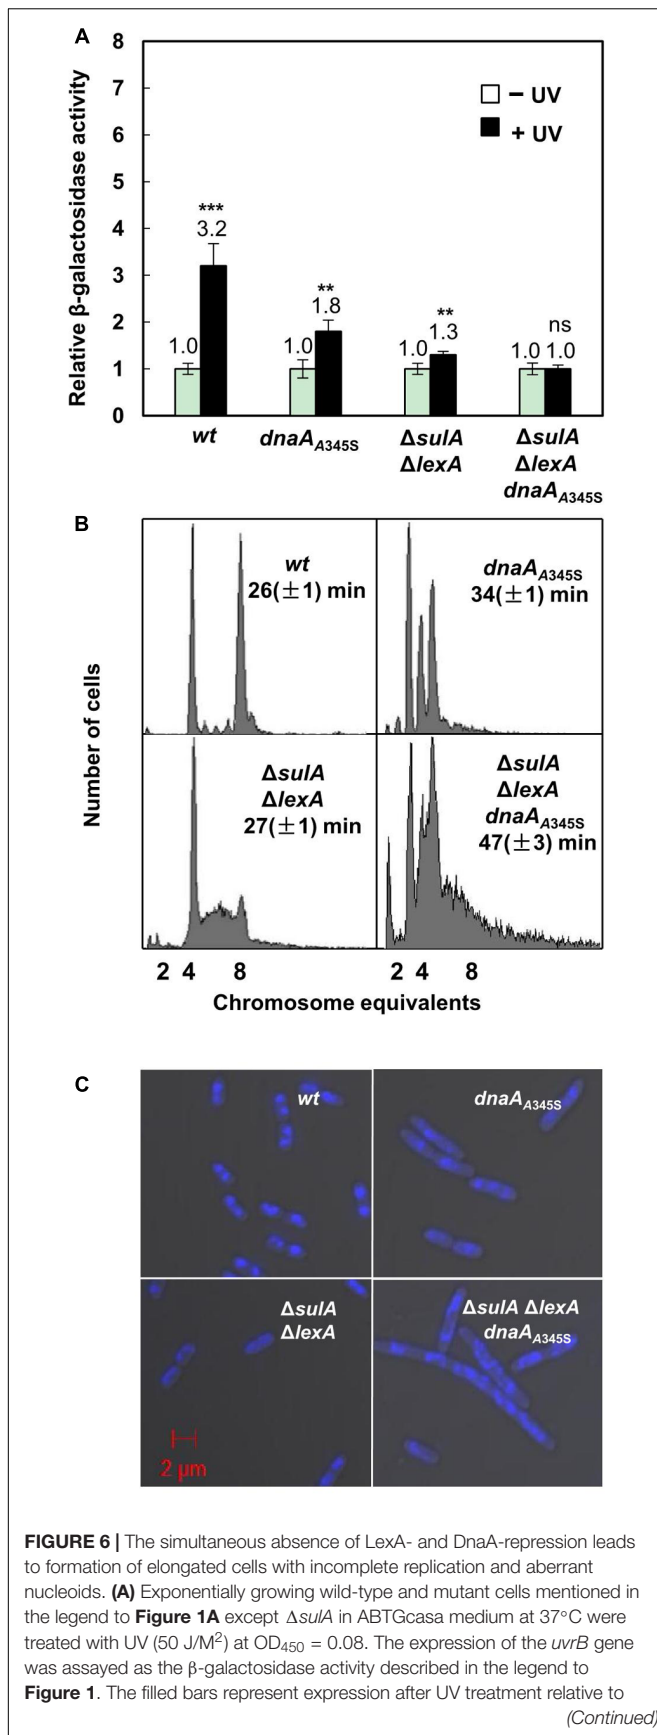 A
Relative β-galactosidase activity
8
7
6
5
4
3
2
1
0
− UV
+ UV
***
3.2
1.0
**
1.8
1.0
**
1.3
1.0
ns
1.0 1.0
wt
dnaA_A345S
ΔsulA
ΔlexA
ΔsulA
ΔlexA
dnaA_A345S
B
Number of cells
wt
26(±1) min
dnaA_A345S
34(±1) min
ΔsulA
ΔlexA
27(±1) min
ΔsulA
ΔlexA
dnaA_A345S
47(±3) min
2 4 8
2 4 8
Chromosome equivalents
C
wt
dnaA_A345S
ΔsulA
ΔlexA
2 μm
ΔsulA ΔlexA
dnaA_A345S
FIGURE 6 | The simultaneous absence of LexA- and DnaA-repression leads
to formation of elongated cells with incomplete replication and aberrant
nucleoids. (A) Exponentially growing wild-type and mutant cells mentioned in
the legend to Figure 1A except ΔsulA in ABTGcasa medium at 37°C were
treated with UV (50 J/M²) at OD₄₅₀ = 0.08. The expression of the uvrB gene
was assayed as the β-galactosidase activity described in the legend to
Figure 1. The filled bars represent expression after UV treatment relative to
(Continued)